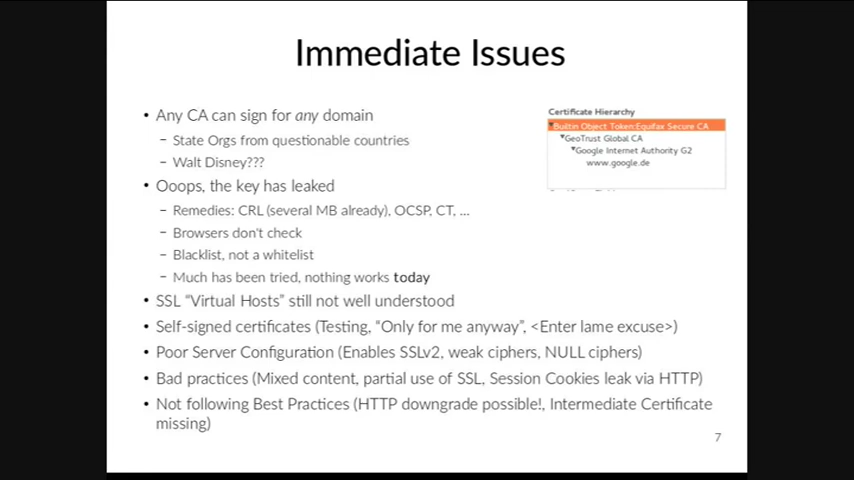 Immediate Issues
• Any CA can sign for any domain
– State Orgs from questionable countries
– Walt Disney???
• Ooops, the key has leaked
– Remedies: CRL (several MB already), OCSP, CT, ...
– Browsers don't check
– Blacklist, not a whitelist
– Much has been tried, nothing works today
• SSL “Virtual Hosts” still not well understood
• Self-signed certificates (Testing, “Only for me anyway”, <Enter lame excuse>)
• Poor Server Configuration (Enables SSLv2, weak ciphers, NULL ciphers)
• Bad practices (Mixed content, partial use of SSL, Session Cookies leak via HTTP)
• Not following Best Practices (HTTP downgrade possible!, Intermediate Certificate
missing)
Certificate Hierarchy
Builtin Object Token:Equifax Secure CA
GeoTrust Global CA
Google Internet Authority G2
www.google.de
7